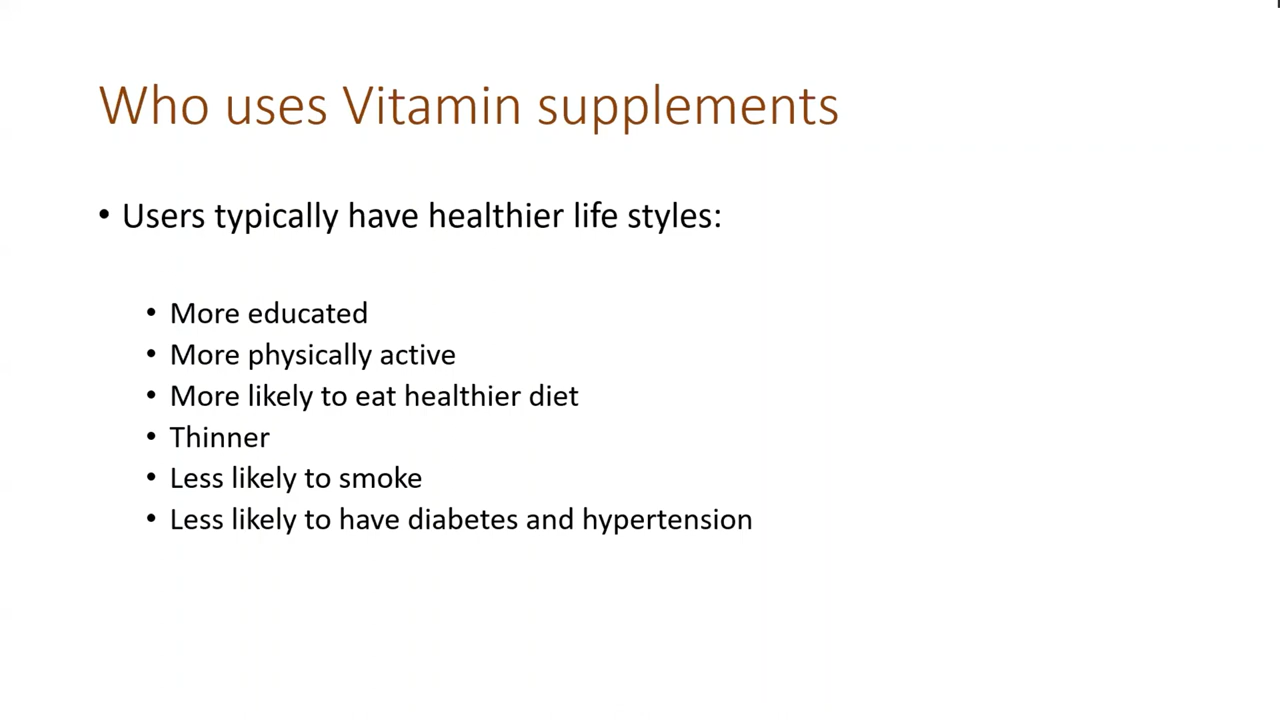 Who uses Vitamin supplements
• Users typically have healthier life styles:
• More educated
• More physically active
• More likely to eat healthier diet
• Thinner
• Less likely to smoke
• Less likely to have diabetes and hypertension